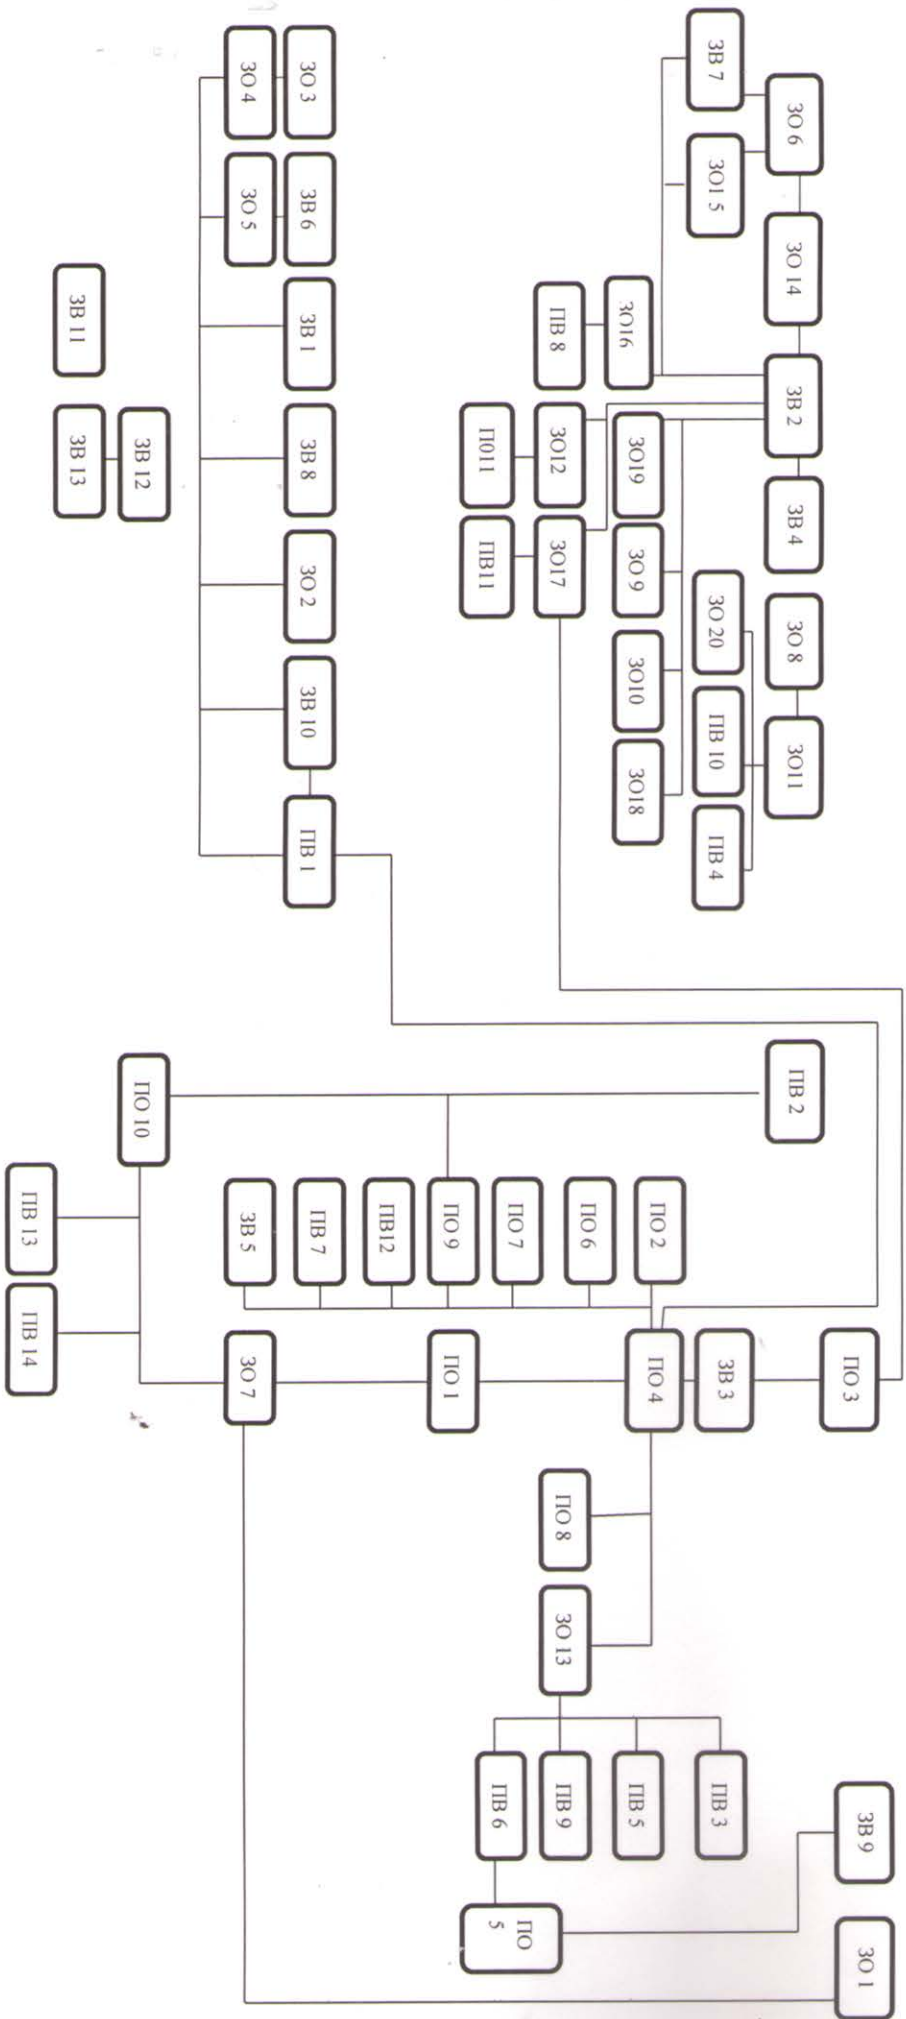 ПО 3
ЗВ 9
ЗО 1
ЗО 6
ЗО 14
ЗВ 2
ЗВ 4
ЗО 8
ЗО11
ПВ 2
ЗВ 7
ЗО1 5
ЗО 20
ПВ 10
ПВ 4
ЗВ 3
ПВ 3
ЗО16
ЗО19
ЗО 9
ЗО10
ЗО18
ПО 2
ПО 4
ПВ 5
ПВ 8
ЗО12
ЗО17
ПО 6
ПО 8
ЗО 13
ПВ 9
П011
ПВ11
ПО 7
ПВ 6
ПО
5
ПО 9
ПО 1
ПВ12
ЗО 3
ЗВ 6
ЗВ 1
ЗВ 8
ЗО 2
ЗВ 10
ПВ 1
ПВ 7
ЗО 4
ЗО 5
ЗВ 5
ЗО 7
ЗВ 12
ПО 10
ЗВ 11
ЗВ 13
ПВ 13
ПВ 14